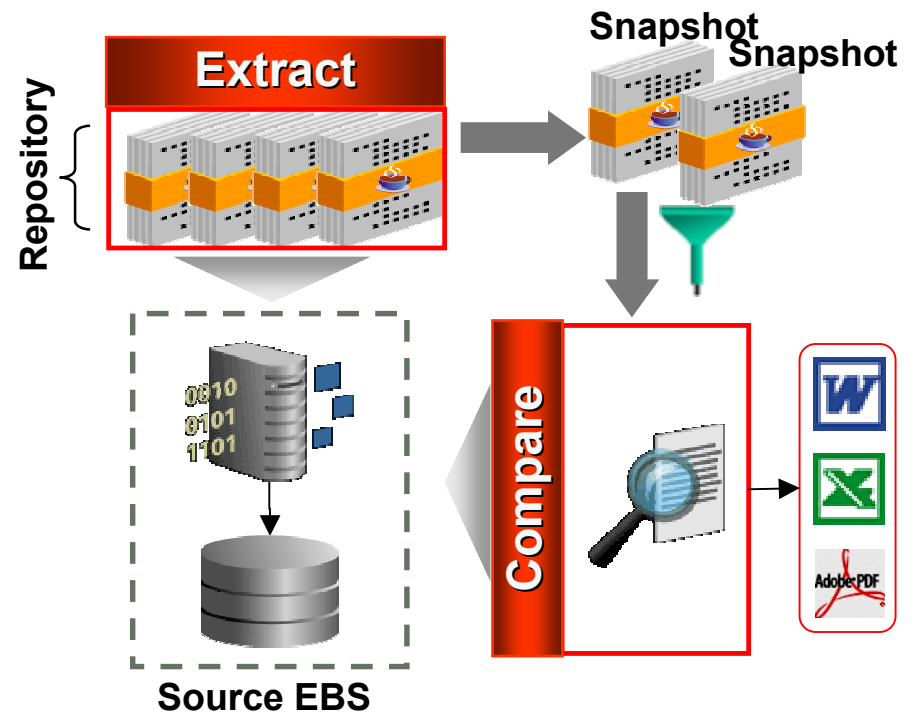 Snapshot
Snapshot
Extract
Repository
0010
0101
1101
Compare
W
X
Adobe PDF
Source EBS